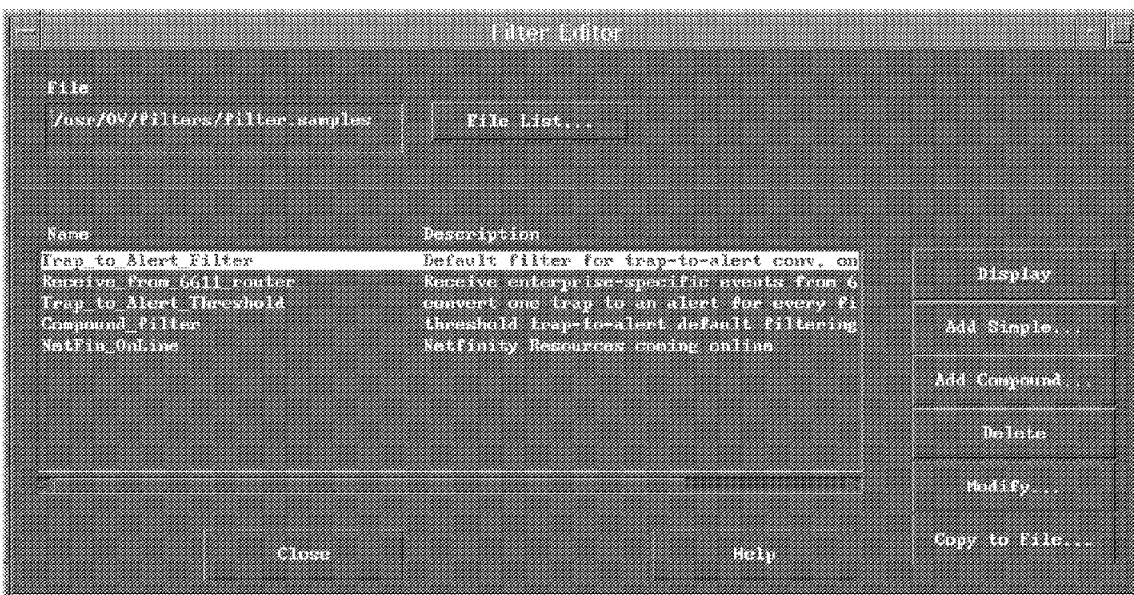 Filter Editor
File
/usr/OV/filters/filter.samples
File List...
Name Description
Trap_to_Alert_Filter Default filter for trap-to-alert conv. on
Receive_from_6611_router Receive enterprise-specific events from 6
Trap_to_Alert_Threshold convert one trap to an alert for every fi
Compound_filter threshold trap-to-alert default filtering
NetFin_OnLine Netfinity Resources coming online
Display
Add Simple...
Add Compound...
Delete
Modify...
Copy to File...
Close
Help